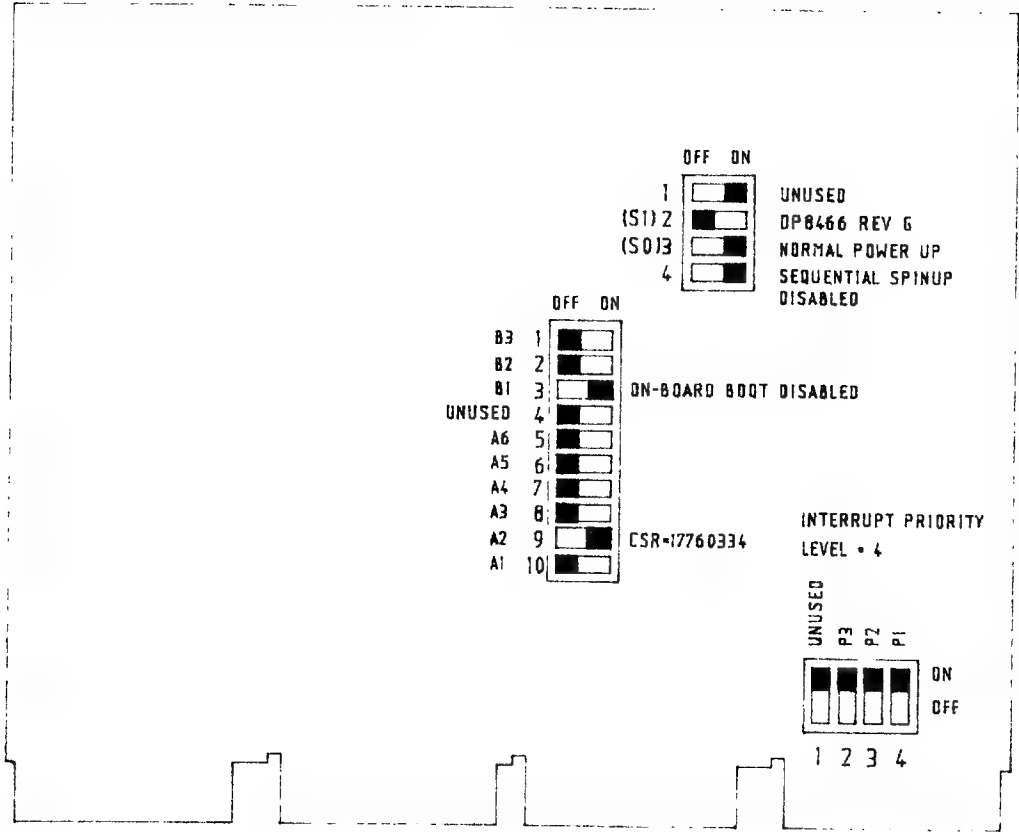 OFF ON
1 UNUSED
(S1) 2 DP8466 REV G
(S0) 3 NORMAL POWER UP
4 SEQUENTIAL SPINUP
DISABLED
OFF ON
B3 1
B2 2
B1 3 ON-BOARD BOOT DISABLED
UNUSED 4
A6 5
A5 6
A4 7
A3 8
A2 9 CSR=17760334
A1 10
INTERRUPT PRIORITY
LEVEL = 4
UNUSED P3 P2 P1
ON
OFF
1 2 3 4